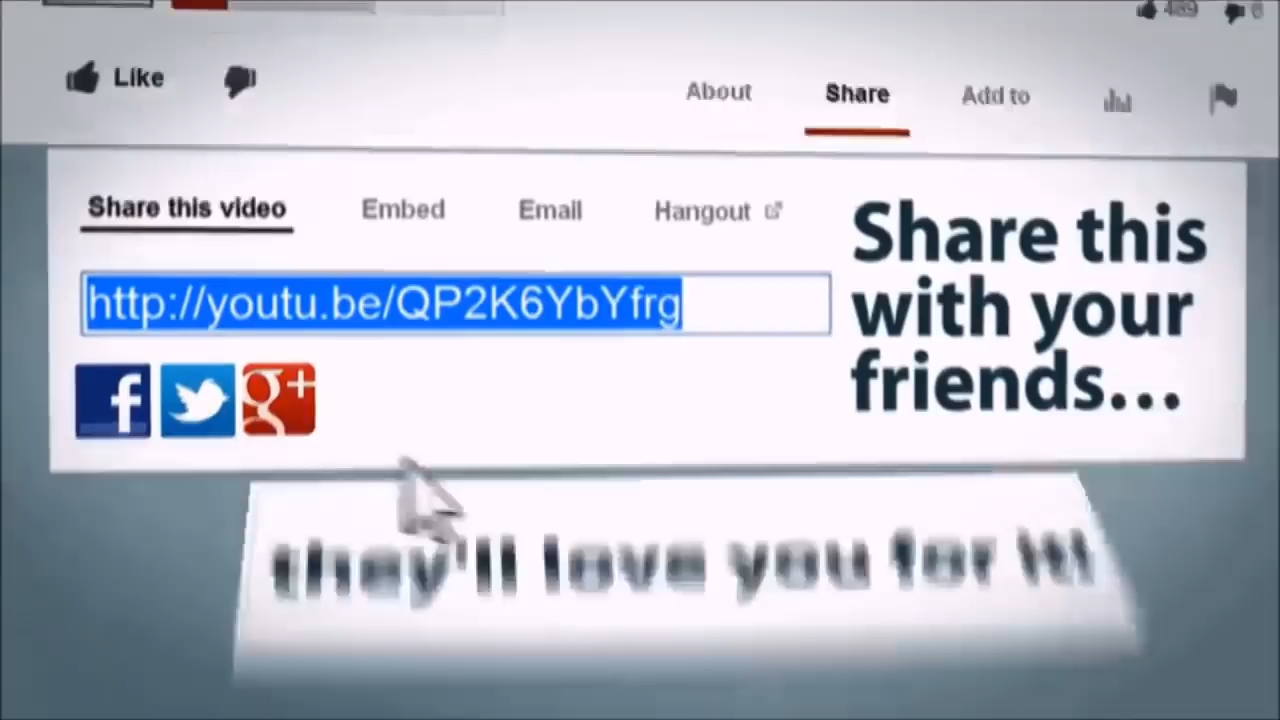 489
Like
About Share Add to
Share this video Embed Email Hangout
http://youtu.be/QP2K6YbYfrg
Share this
with your
friends...
f g+
they'll love you for it!